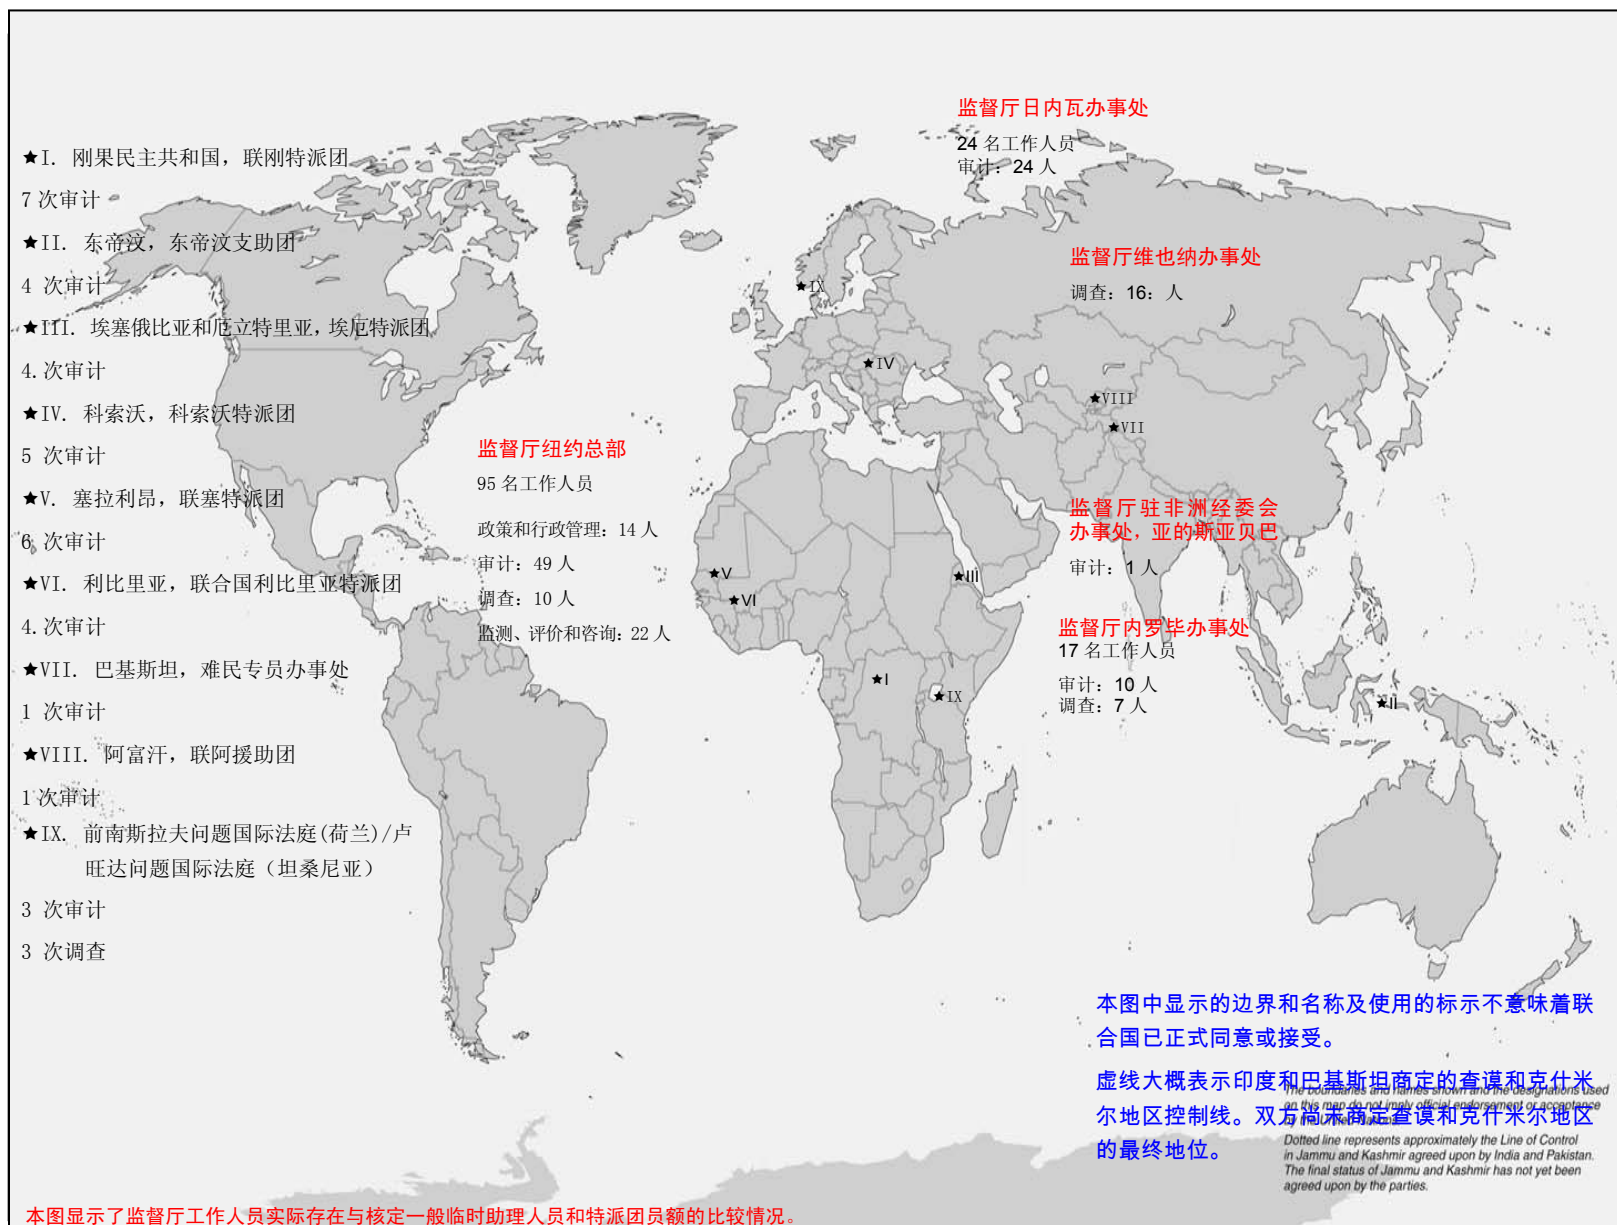 ★I. 刚果民主共和国，联刚特派团
7 次审计
★II. 东帝汶，东帝汶支助团
4 次审计
★III. 埃塞俄比亚和厄立特里亚，埃厄特派团
4.次审计
★IV. 科索沃，科索沃特派团
5 次审计
★V. 塞拉利昂，联塞特派团
6 次审计
★VI. 利比里亚，联合国利比里亚特派团
4.次审计
★VII. 巴基斯坦，难民专员办事处
1 次审计
★VIII. 阿富汗，联阿援助团
1 次审计
★IX. 前南斯拉夫问题国际法庭(荷兰)/卢
旺达问题国际法庭（坦桑尼亚）
3 次审计
3 次调查
监督厅纽约总部
95 名工作人员
政策和行政管理：14 人
审计：49 人
调查：10 人
监测、评价和咨询：22 人
监督厅日内瓦办事处
24 名工作人员
审计：24 人
监督厅维也纳办事处
调查：16：人
监督厅驻非洲经委会
办事处，亚的斯亚贝巴
审计：1 人
监督厅内罗毕办事处
17 名工作人员
审计：10 人
调查：7 人
★IX
★IV
★VIII
★VII
★V
★VI
★III
★I
★IX
★II
本图中显示的边界和名称及使用的标示不意味着联
合国已正式同意或接受。
虚线大概表示印度和巴基斯坦商定的查谟和克什米
尔地区控制线。双方尚未商定查谟和克什米尔地区
的最终地位。
The boundaries and names shown and the designations used
on this map do not imply official endorsement or acceptance
by the United Nations.
Dotted line represents approximately the Line of Control
in Jammu and Kashmir agreed upon by India and Pakistan.
The final status of Jammu and Kashmir has not yet been
agreed upon by the parties.
本图显示了监督厅工作人员实际存在与核定一般临时助理人员和特派团员额的比较情况。